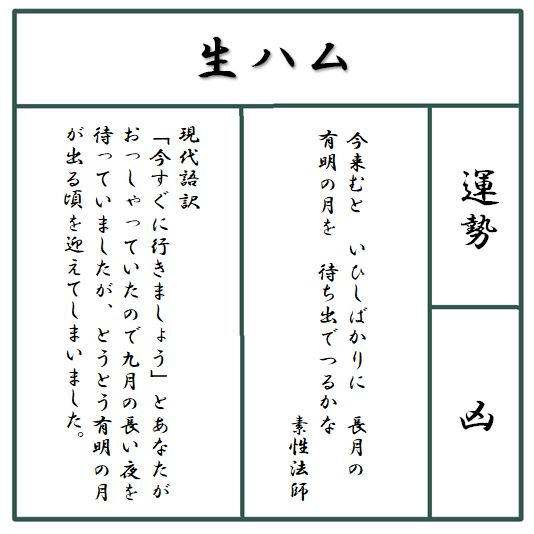 生ハム
運勢
凶
今来むと いひしばかりに 長月の
有明の月を 待ち出でつるかな
素性法師
現代語訳
「今すぐに行きましょう」とあなたが
おっしゃっていたので九月の長い夜を
待っていましたが、とうとう有明の月
が出る頃を迎えてしまいました。